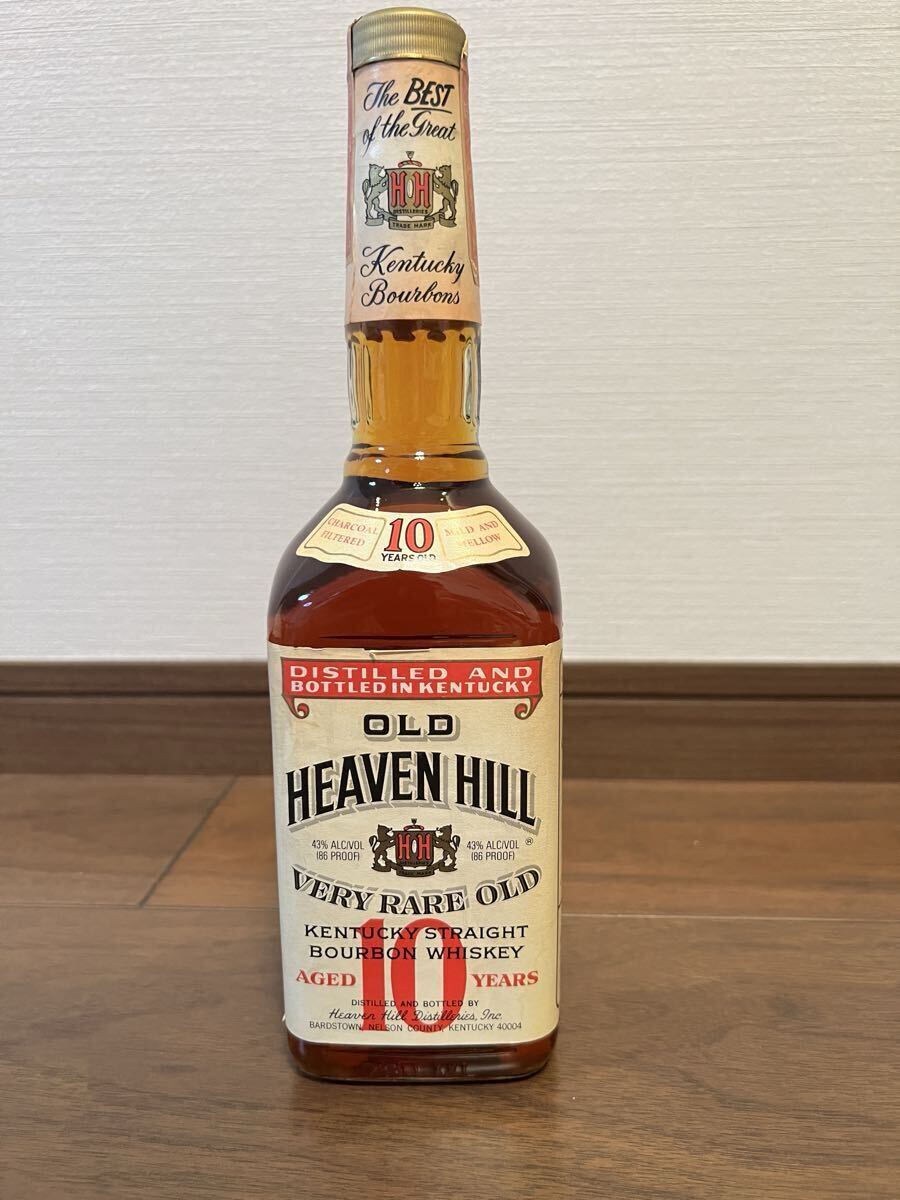 The BEST
of the Great
H H
DISTILLERIES
TRADE MARK
Kentucky
Bourbons
CHARCOAL
FILTERED
10
YEARS OLD
MILD AND
MELLOW
DISTILLED AND
BOTTLED IN KENTUCKY
OLD
HEAVEN HILL®
43% ALC/VOL
(86 PROOF)
H H
DISTILLERIES
TRADE MARK
43% ALC/VOL
(86 PROOF)
VERY RARE OLD
KENTUCKY STRAIGHT
BOURBON WHISKEY
AGED 10 YEARS
DISTILLED AND BOTTLED BY
Heaven Hill Distilleries, Inc.
BARDSTOWN, NELSON COUNTY, KENTUCKY 40004